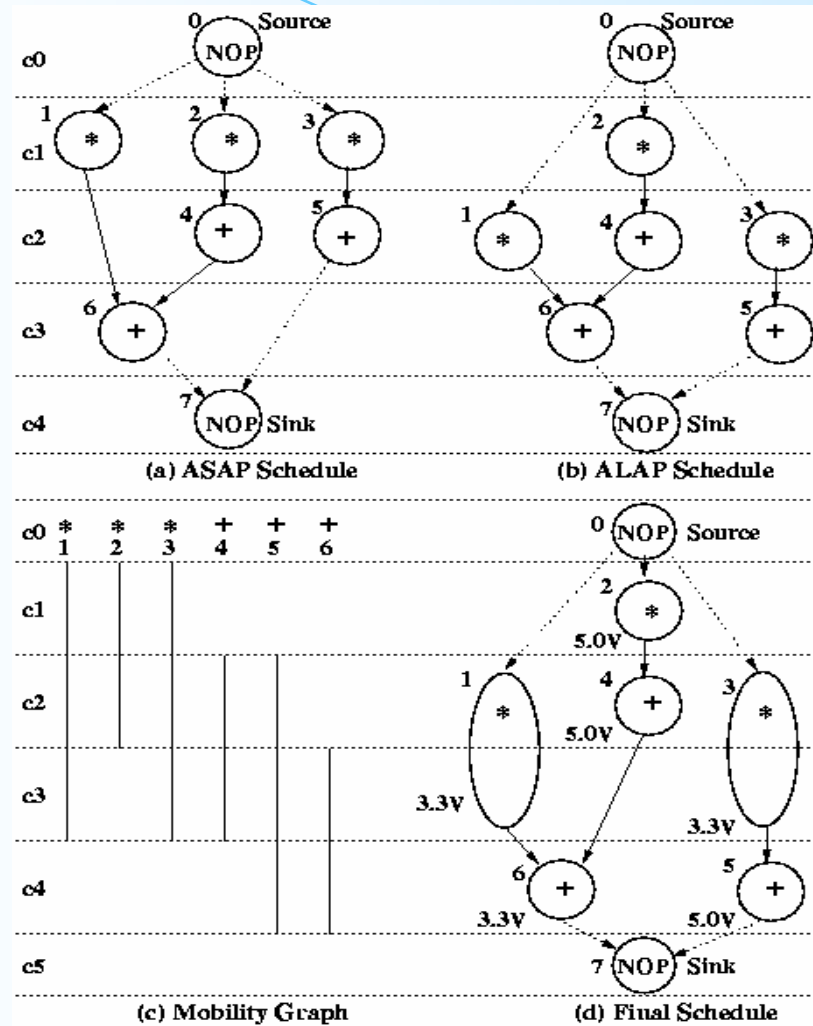 0 Source
c0 NOP
1 2 3
c1 * * *
4 5
c2 + +
6
c3 +
7
c4 NOP Sink
(a) ASAP Schedule
0 Source
NOP
2
*
1 4 3
* + *
6 5
+ +
7
NOP Sink
(b) ALAP Schedule
c0 * * * + + +
1 2 3 4 5 6
c1
c2
c3
c4
c5
(c) Mobility Graph
0 NOP Source
2
*
5.0V
1 4 3
* + *
5.0V
3.3V 3.3V
6 5
+ +
3.3V 5.0V
7 NOP Sink
(d) Final Schedule